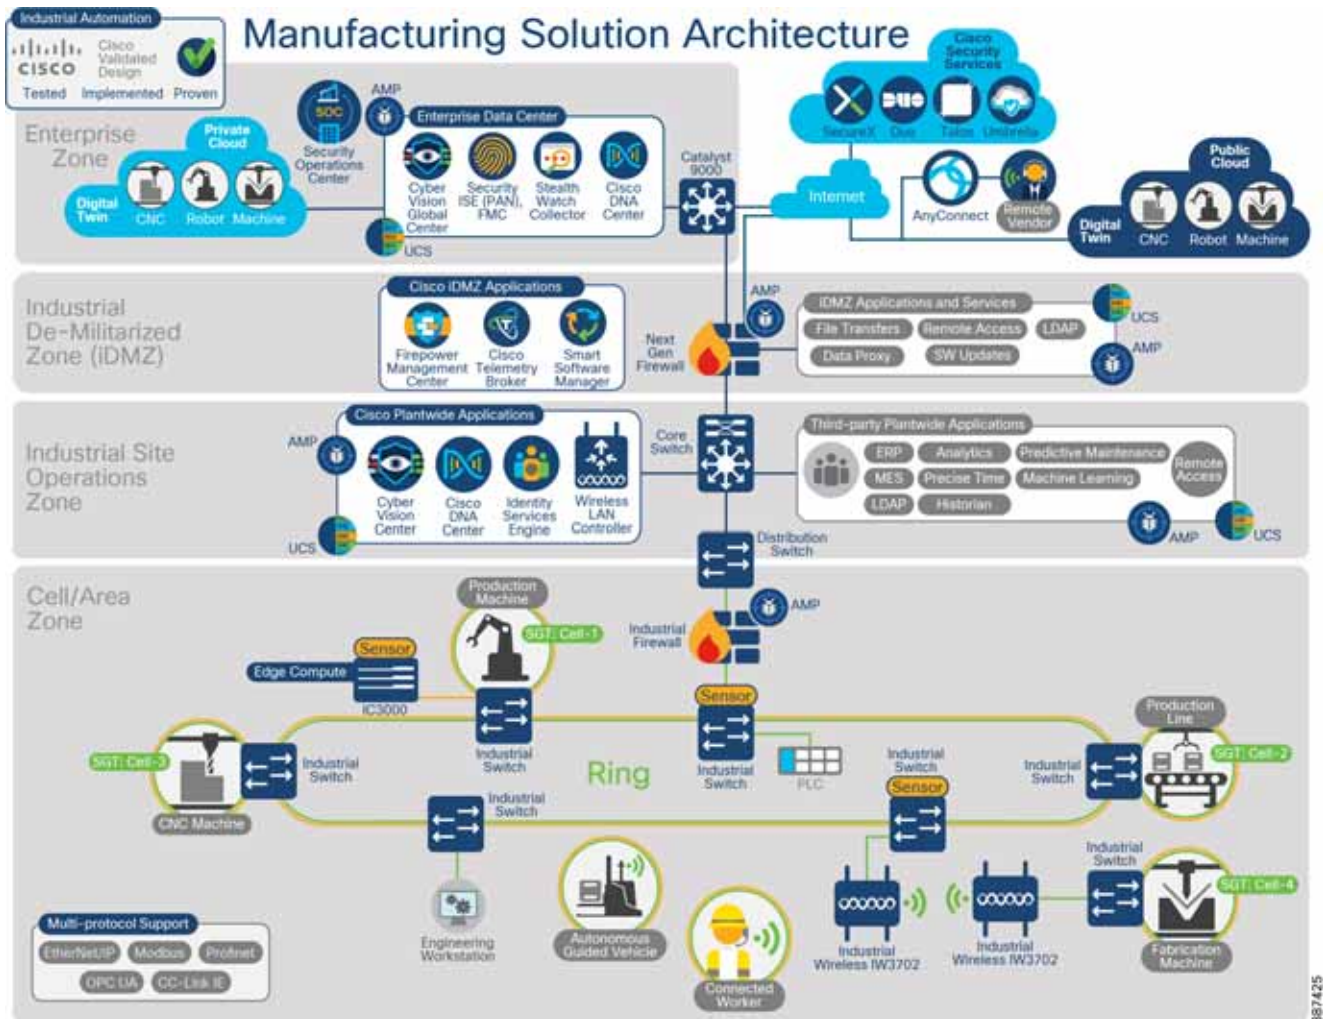 Industrial Automation
CISCO
Cisco
Validated
Design
Tested Implemented Proven
Manufacturing Solution Architecture
Cisco
Security
Services
SecureX Duo Talos Umbrella
Enterprise
Zone
Private
Cloud
Digital
Twin
CNC Robot Machine
SOC
Security
Operations
Center
AMP
Enterprise Data Center
Cyber
Vision
Global
Center
Security
ISE (PAN),
FMC
Stealth
Watch
Collector
Cisco
DNA
Center
UCS
Catalyst
9000
Internet
AnyConnect
Remote
Vendor
Public
Cloud
Digital
Twin
CNC Robot Machine
Industrial
De-Militarized
Zone (iDMZ)
Cisco iDMZ Applications
Firepower
Management
Center
Cisco
Telemetry
Broker
Smart
Software
Manager
Next
Gen
Firewall
AMP
iDMZ Applications and Services
File Transfers Remote Access LDAP
Data Proxy SW Updates
UCS
AMP
Industrial Site
Operations
Zone
AMP
Cisco Plantwide Applications
Cyber
Vision
Center
Cisco
DNA
Center
Identity
Services
Engine
Wireless
LAN
Controller
UCS
Core
Switch
Third-party Plantwide Applications
ERP Analytics Predictive Maintenance
MES Precise Time Machine Learning
LDAP Historian
Remote
Access
AMP
UCS
Distribution
Switch
Cell/Area
Zone
Production
Machine
SGT: Cell-1
Sensor
Edge Compute
IC3000
Industrial
Switch
Industrial
Firewall
AMP
Sensor
Industrial
Switch
PLC
Production
Line
SGT: Cell-2
Industrial
Switch
SGT: Cell-3
CNC Machine
Industrial
Switch
Ring
Industrial
Switch
Sensor
Industrial
Switch
Engineering
Workstation
Autonomous
Guided Vehicle
Connected
Worker
Industrial
Wireless IW3702
Industrial
Wireless IW3702
Industrial
Switch
SGT: Cell-4
Fabrication
Machine
Multi-protocol Support
EtherNet/IP Modbus Profinet
OPC UA CC-Link IE
387425